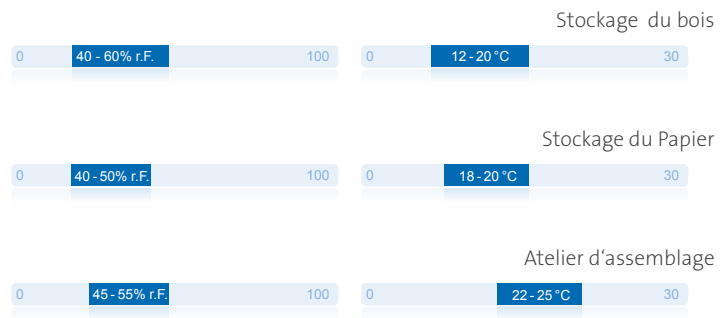 Stockage du bois
0 40 - 60% r.F. 100 0 12 - 20 °C 30
Stockage du Papier
0 40 - 50% r.F. 100 0 18 - 20 °C 30
Atelier d‘assemblage
0 45 - 55% r.F. 100 0 22 - 25 °C 30